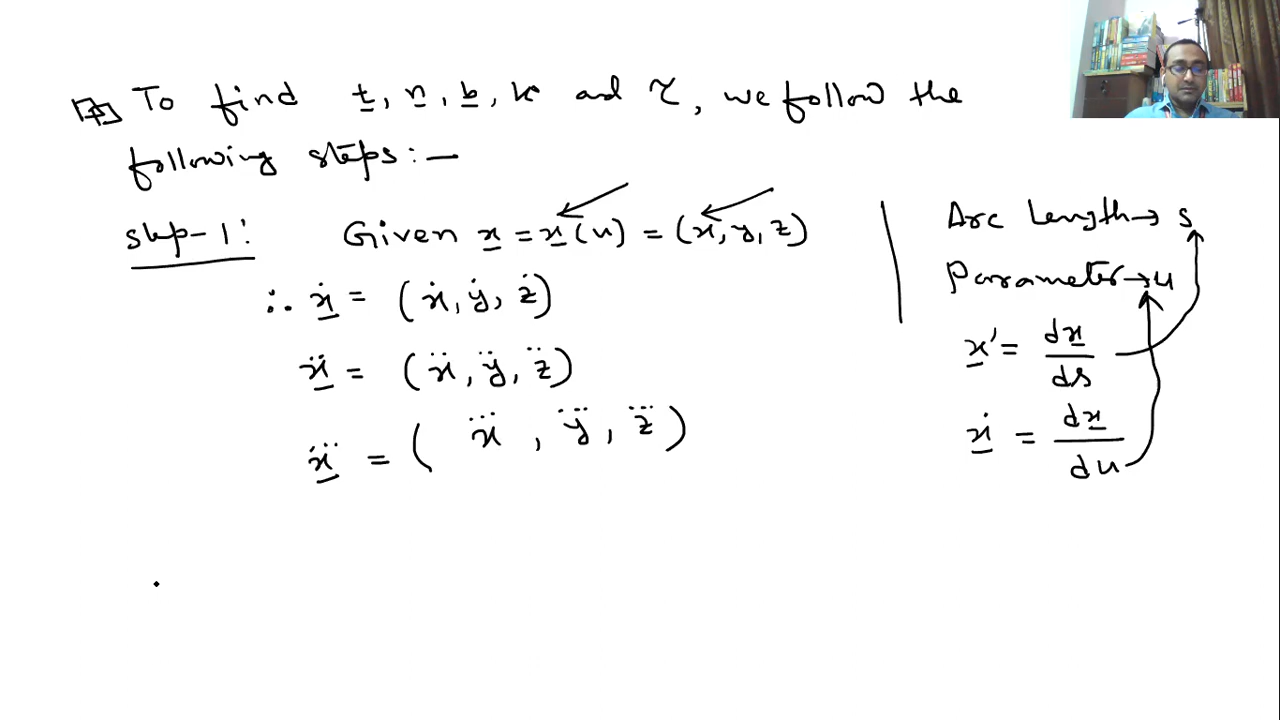 To find t, n, b, k and τ, we follow the
following steps:—
Step-1: Given x = x(u) = (x, y, z)
∴ ẋ = (ẋ, ẏ, ż)
ẍ = (ẍ, ÿ, z̈)
x⃛ = (x⃛, y⃛, z⃛)
Arc length → s
Parameter → u
x' = dx/ds
ẋ = dx/du